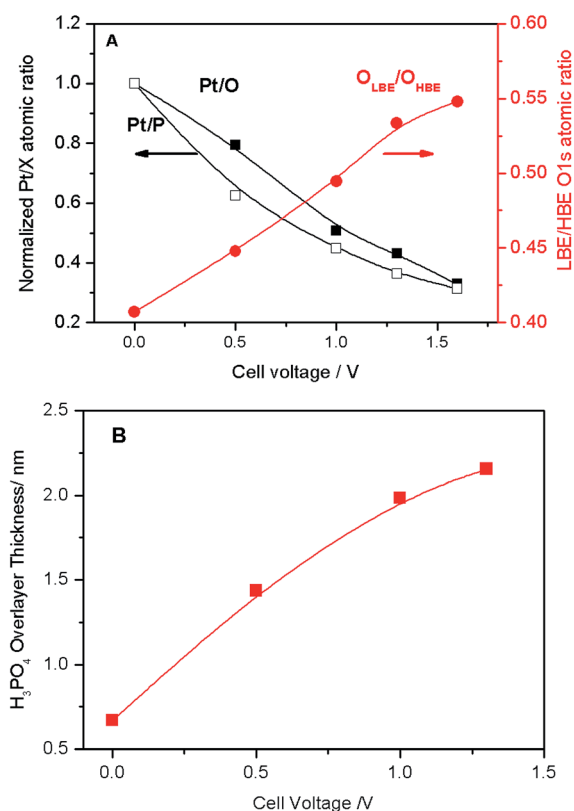 A
Pt/O
Pt/P
O_LBE/O_HBE
Normalized Pt/X atomic ratio
1.2
1.0
0.8
0.6
0.4
0.2
LBE/HBE O1s atomic ratio
0.60
0.55
0.50
0.45
0.40
0.0 0.5 1.0 1.5
Cell voltage / V
B
H₃PO₄ Overlayer Thickness/ nm
2.5
2.0
1.5
1.0
0.5
0.0 0.5 1.0 1.5
Cell Voltage /V